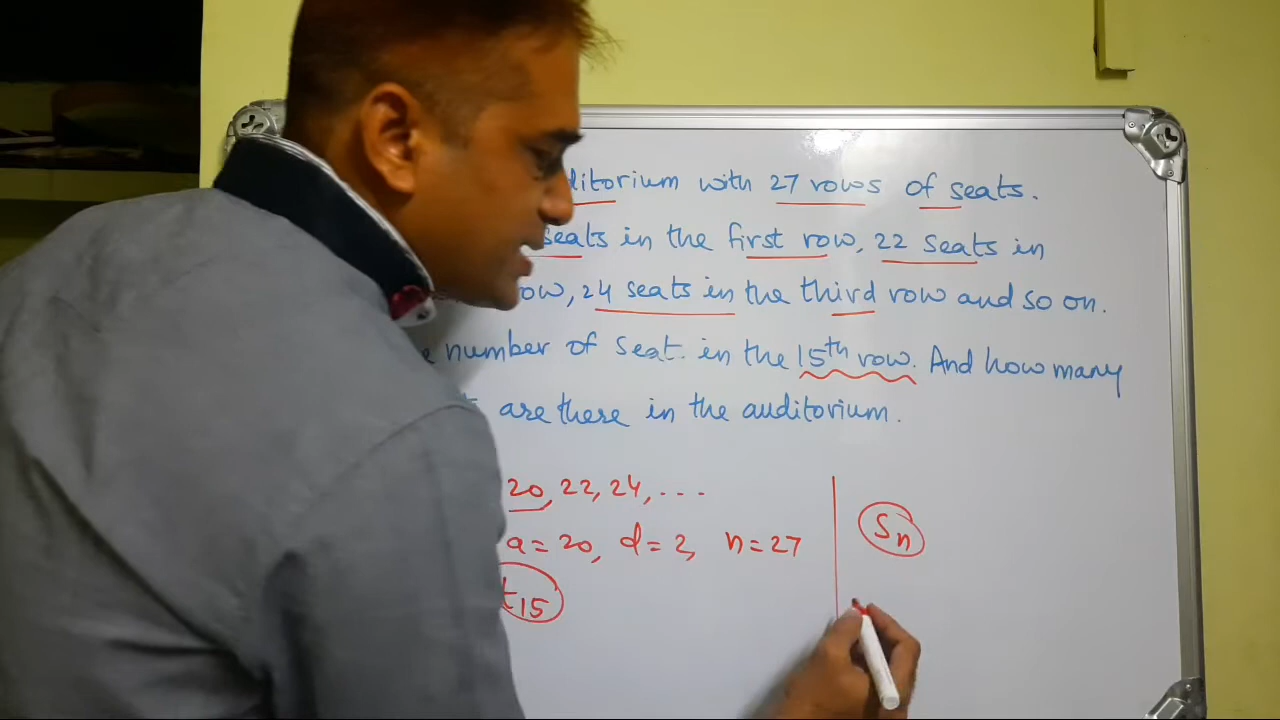 ditorium with 27 rows of seats.
seats in the first row, 22 seats in
ow, 24 seats in the third row and so on.
e number of seat. in the 15th row. And how many
are there in the auditorium.
20, 22, 24, ...
a = 20, d = 2, n = 27
Sn
t15